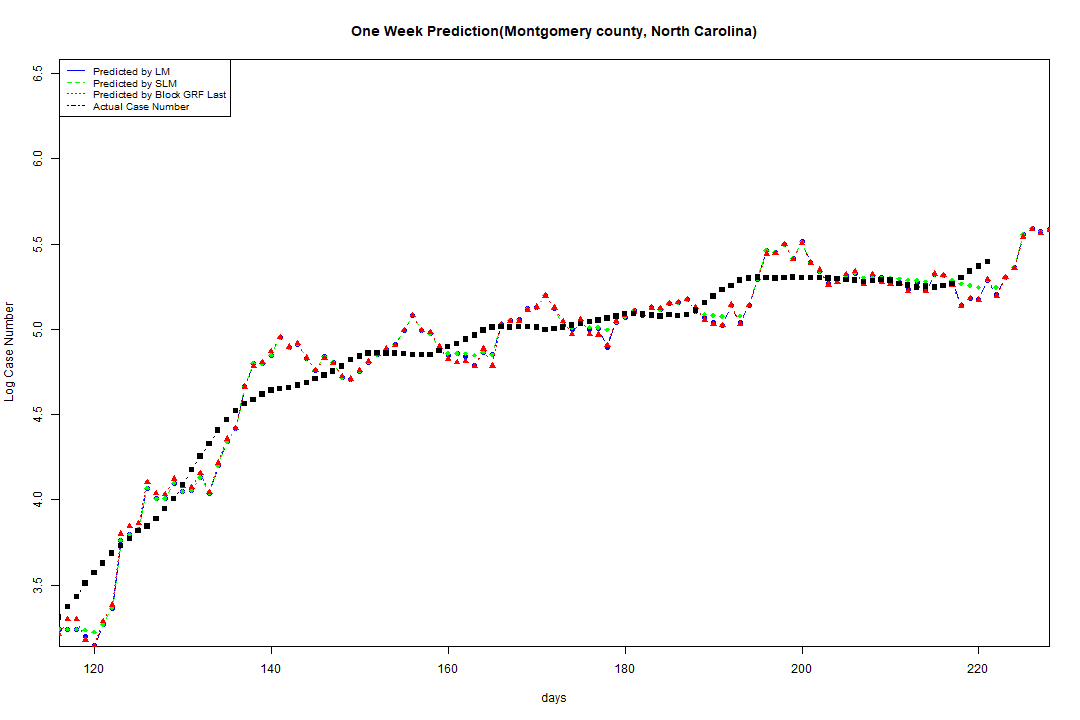 One Week Prediction(Montgomery county, North Carolina)
Predicted by LM
Predicted by SLM
Predicted by Block GRF Last
Actual Case Number
6.5
6.0
5.5
5.0
4.5
4.0
3.5
Log Case Number
120 140 160 180 200 220
days